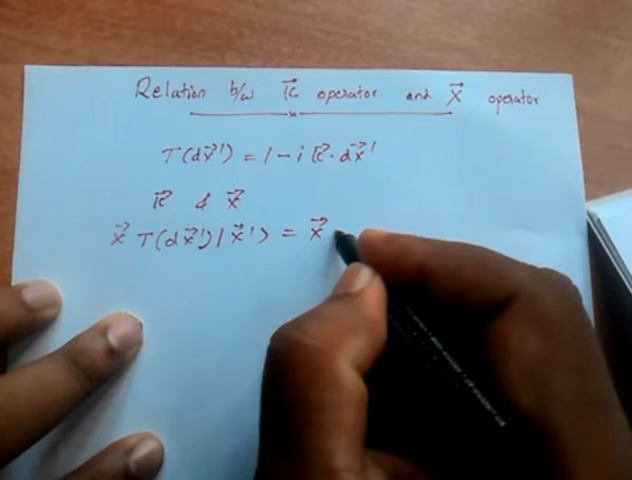 Relation b/w K⃗ operator and X⃗ operator
T(dx⃗') = 1 - i K⃗ · dx⃗'
K⃗ & x⃗
x⃗ T(dx⃗') | x⃗' ⟩ = x⃗